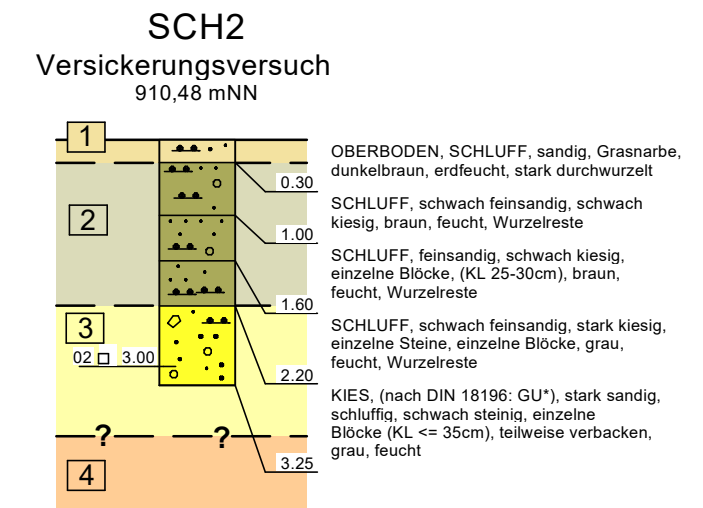 SCH2
Versickerungsversuch
910,48 mNN
1
OBERBODEN, SCHLUFF, sandig, Grasnarbe,
dunkelbraun, erdfeucht, stark durchwurzelt
0.30
2
SCHLUFF, schwach feinsandig, schwach
kiesig, braun, feucht, Wurzelreste
1.00
SCHLUFF, feinsandig, schwach kiesig,
einzelne Blöcke, (KL 25-30cm), braun,
feucht, Wurzelreste
1.60
3
SCHLUFF, schwach feinsandig, stark kiesig,
einzelne Steine, einzelne Blöcke, grau,
feucht, Wurzelreste
02 3.00
2.20
KIES, (nach DIN 18196: GU*), stark sandig,
schluffig, schwach steinig, einzelne
Blöcke (KL <= 35cm), teilweise verbacken,
grau, feucht
? ?
3.25
4